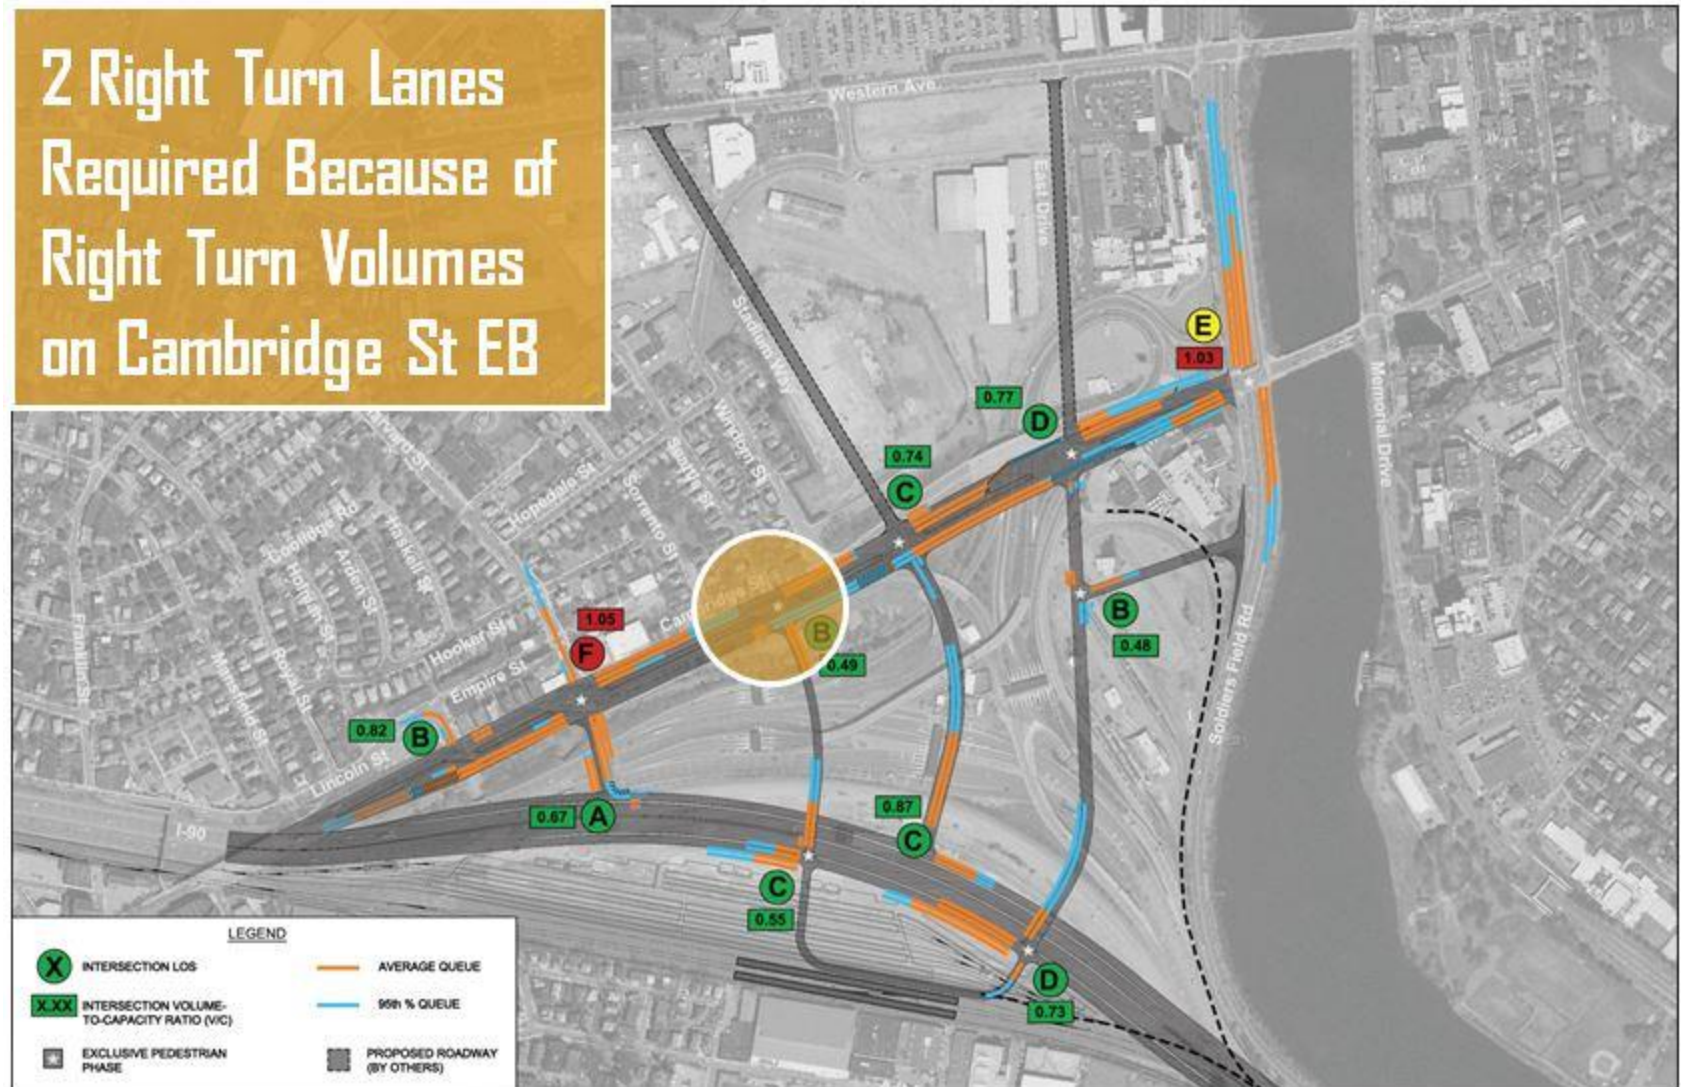 2 Right Turn Lanes
Required Because of
Right Turn Volumes
on Cambridge St EB
Western Ave
East Drive
Stadium Way
Windom St
Seattle St
Sorrento St
Hopedale St
Coolidge Rd
Haskell St
Arden St
Holman St
Hooker St
Empire St
Royal St
Mansfield St
Franklin St
Lincoln St
I-90
Memorial Drive
Soldiers Field Rd
E
1.03
0.77
D
0.74
C
1.05
F
B
0.49
B
0.48
0.82
B
0.67
A
0.87
C
C
0.55
D
0.73
LEGEND
X INTERSECTION LOS
X.XX INTERSECTION VOLUME-
TO-CAPACITY RATIO (V/C)
EXCLUSIVE PEDESTRIAN
PHASE
AVERAGE QUEUE
95th % QUEUE
PROPOSED ROADWAY
(BY OTHERS)